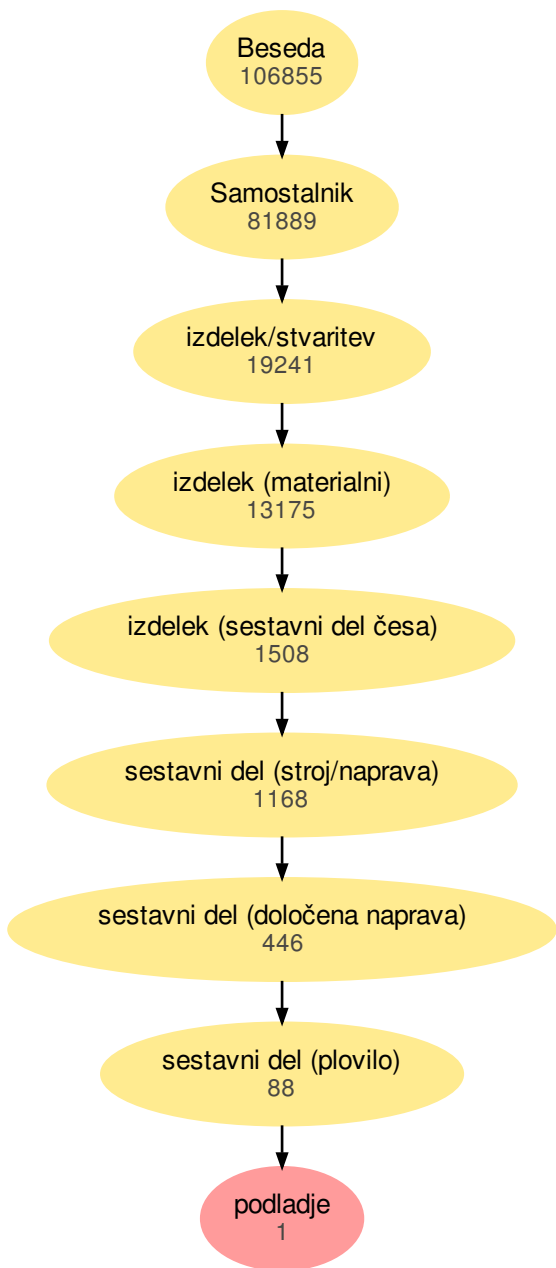 Beseda
106855
Samostalnik
81889
izdelek/stvaritev
19241
izdelek (materialni)
13175
izdelek (sestavni del česa)
1508
sestavni del (stroj/naprava)
1168
sestavni del (določena naprava)
446
sestavni del (plovilo)
88
podladje
1